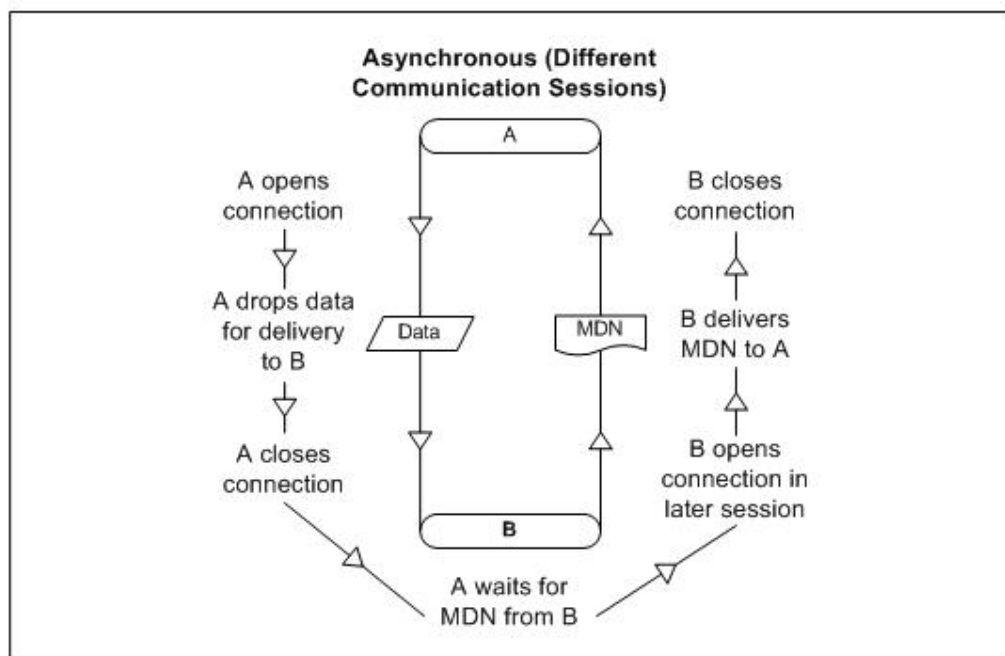 Asynchronous (Different
Communication Sessions)
A
A opens
connection
A drops data
for delivery
to B
A closes
connection
Data
MDN
B closes
connection
B delivers
MDN to A
B opens
connection in
later session
B
A waits for
MDN from B